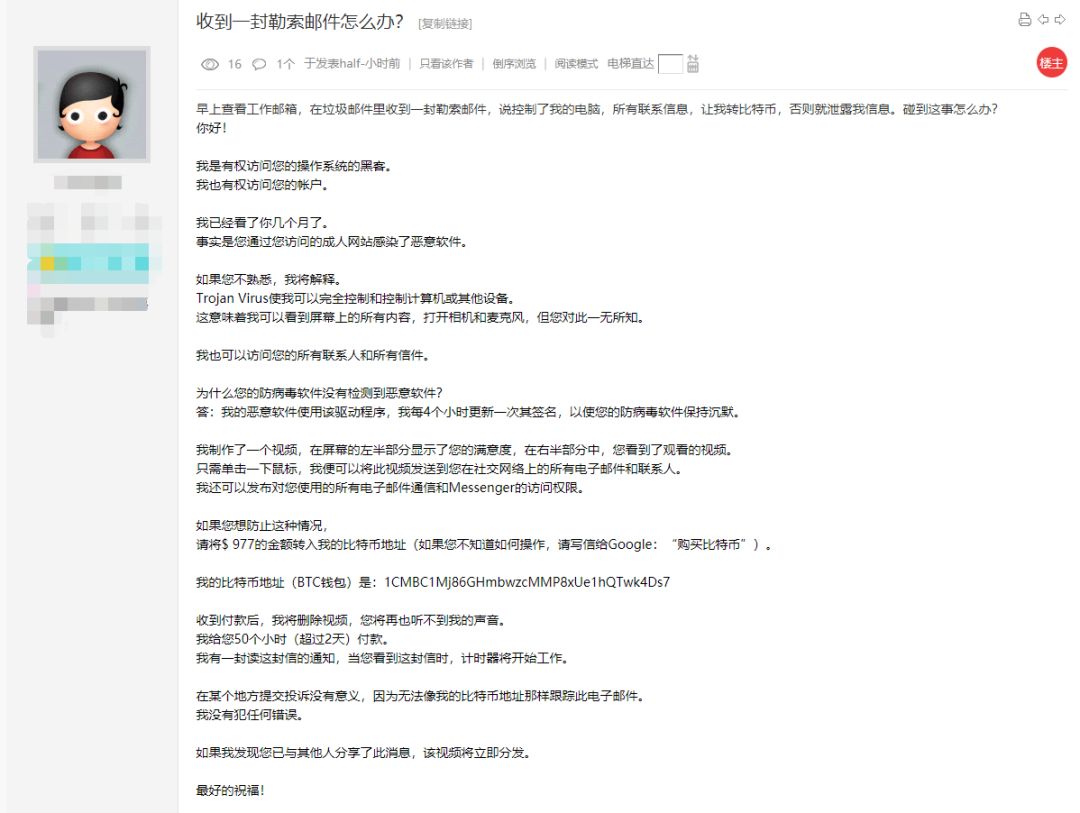 收到一封勒索邮件怎么办？ [复制链接]
16 1个 于发表half-小时前 | 只看该作者 | 倒序浏览 | 阅读模式 电梯直达
楼主
早上查看工作邮箱，在垃圾邮件里收到一封勒索邮件，说控制了我的电脑，所有联系信息，让我转比特币，否则就泄露我信息。碰到这事怎么办？
你好！
我是有权访问您的操作系统的黑客。
我也有权访问您的帐户。
我已经看了你几个月了。
事实是您通过您访问的成人网站感染了恶意软件。
如果您不熟悉，我将解释。
Trojan Virus使我可以完全控制和控制计算机或其他设备。
这意味着我可以看到屏幕上的所有内容，打开相机和麦克风，但您对此一无所知。
我也可以访问您的所有联系人和所有信件。
为什么您的防病毒软件没有检测到恶意软件？
答：我的恶意软件使用该驱动程序，我每4个小时更新一次其签名，以使您的防病毒软件保持沉默。
我制作了一个视频，在屏幕的左半部分显示了您的满意度，在右半部分中，您看到了观看的视频。
只需单击一下鼠标，我便可以将此视频发送到您在社交网络上的所有电子邮件和联系人。
我还可以发布对您使用的所有电子邮件通信和Messenger的访问权限。
如果您想防止这种情况，
请将$ 977的金额转入我的比特币地址（如果您不知道如何操作，请写信给Google：“购买比特币”）。
我的比特币地址（BTC钱包）是：1CMBC1Mj86GHmbwzcMMP8xUe1hQTwk4Ds7
收到付款后，我将删除视频，您将再也听不到我的声音。
我给您50个小时（超过2天）付款。
我有一封读这封信的通知，当您看到这封信时，计时器将开始工作。
在某个地方提交投诉没有意义，因为无法像我的比特币地址那样跟踪此电子邮件。
我没有犯任何错误。
如果我发现您已与其他人分享了此消息，该视频将立即分发。
最好的祝福！